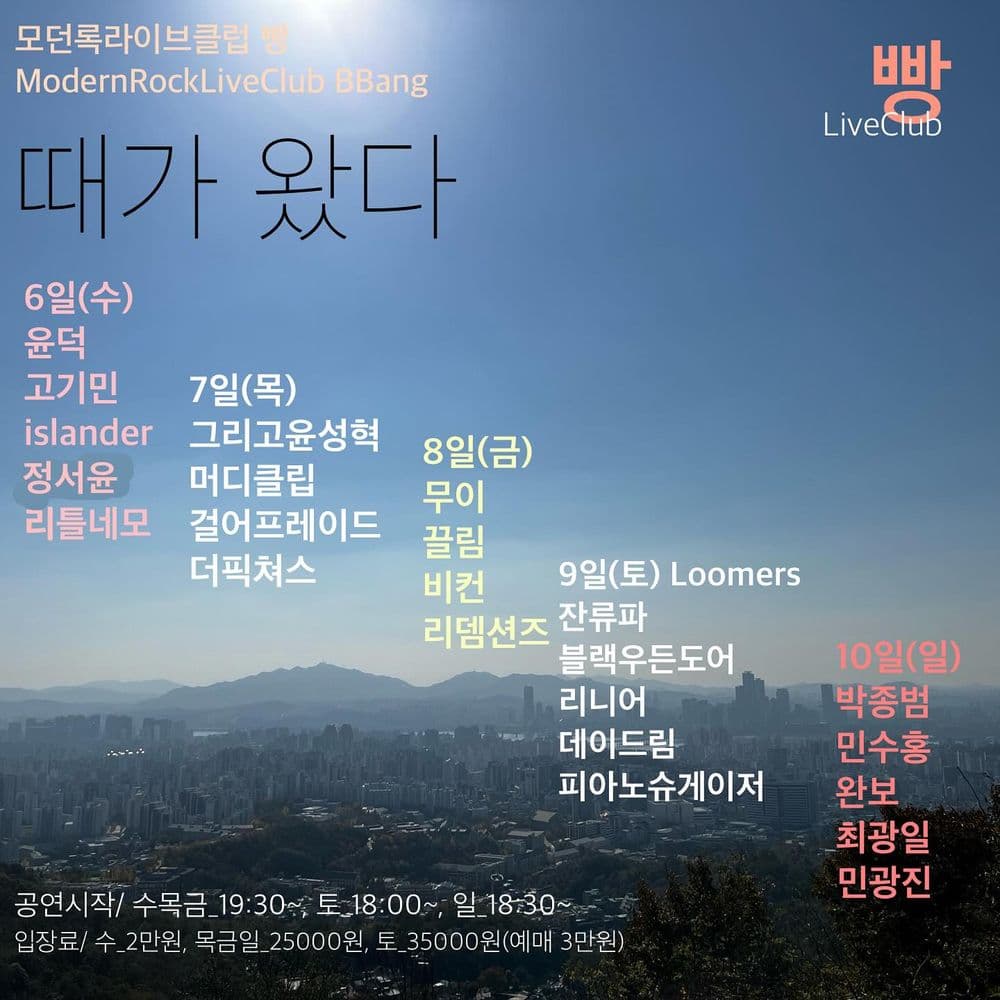 모던록라이브클럽 빵
ModernRockLiveClub BBang
빵
LiveClub
때가 왔다
6일(수)
윤덕
고기민
islander
정서윤
리틀네모
7일(목)
그리고윤성혁
머디클립
걸어프레이드
더픽쳐스
8일(금)
무이
끌림
비컨
리뎀션즈
9일(토) Loomers
잔류파
블랙우든도어
리니어
데이드림
피아노슈게이저
10일(일)
박종범
민수홍
완보
최광일
민광진
공연시작/ 수목금_19:30~, 토_18:00~, 일_18:30~
입장료/ 수_2만원, 목금일_25000원, 토_35000원(예매 3만원)